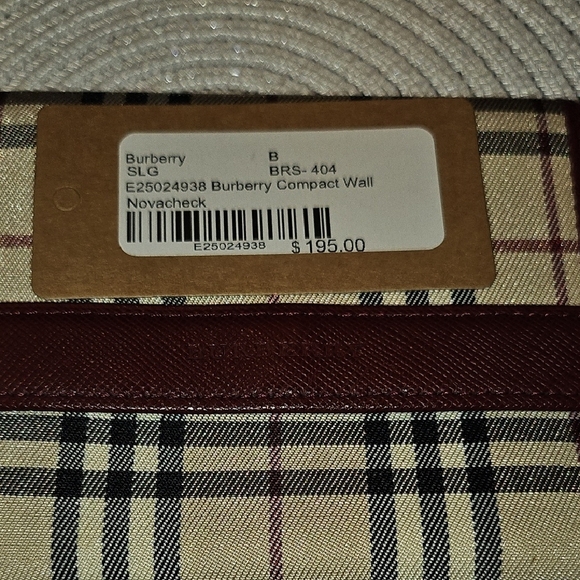 Burberry B
SLG BRS- 404
E25024938 Burberry Compact Wall
Novacheck
E25024938 $ 195.00